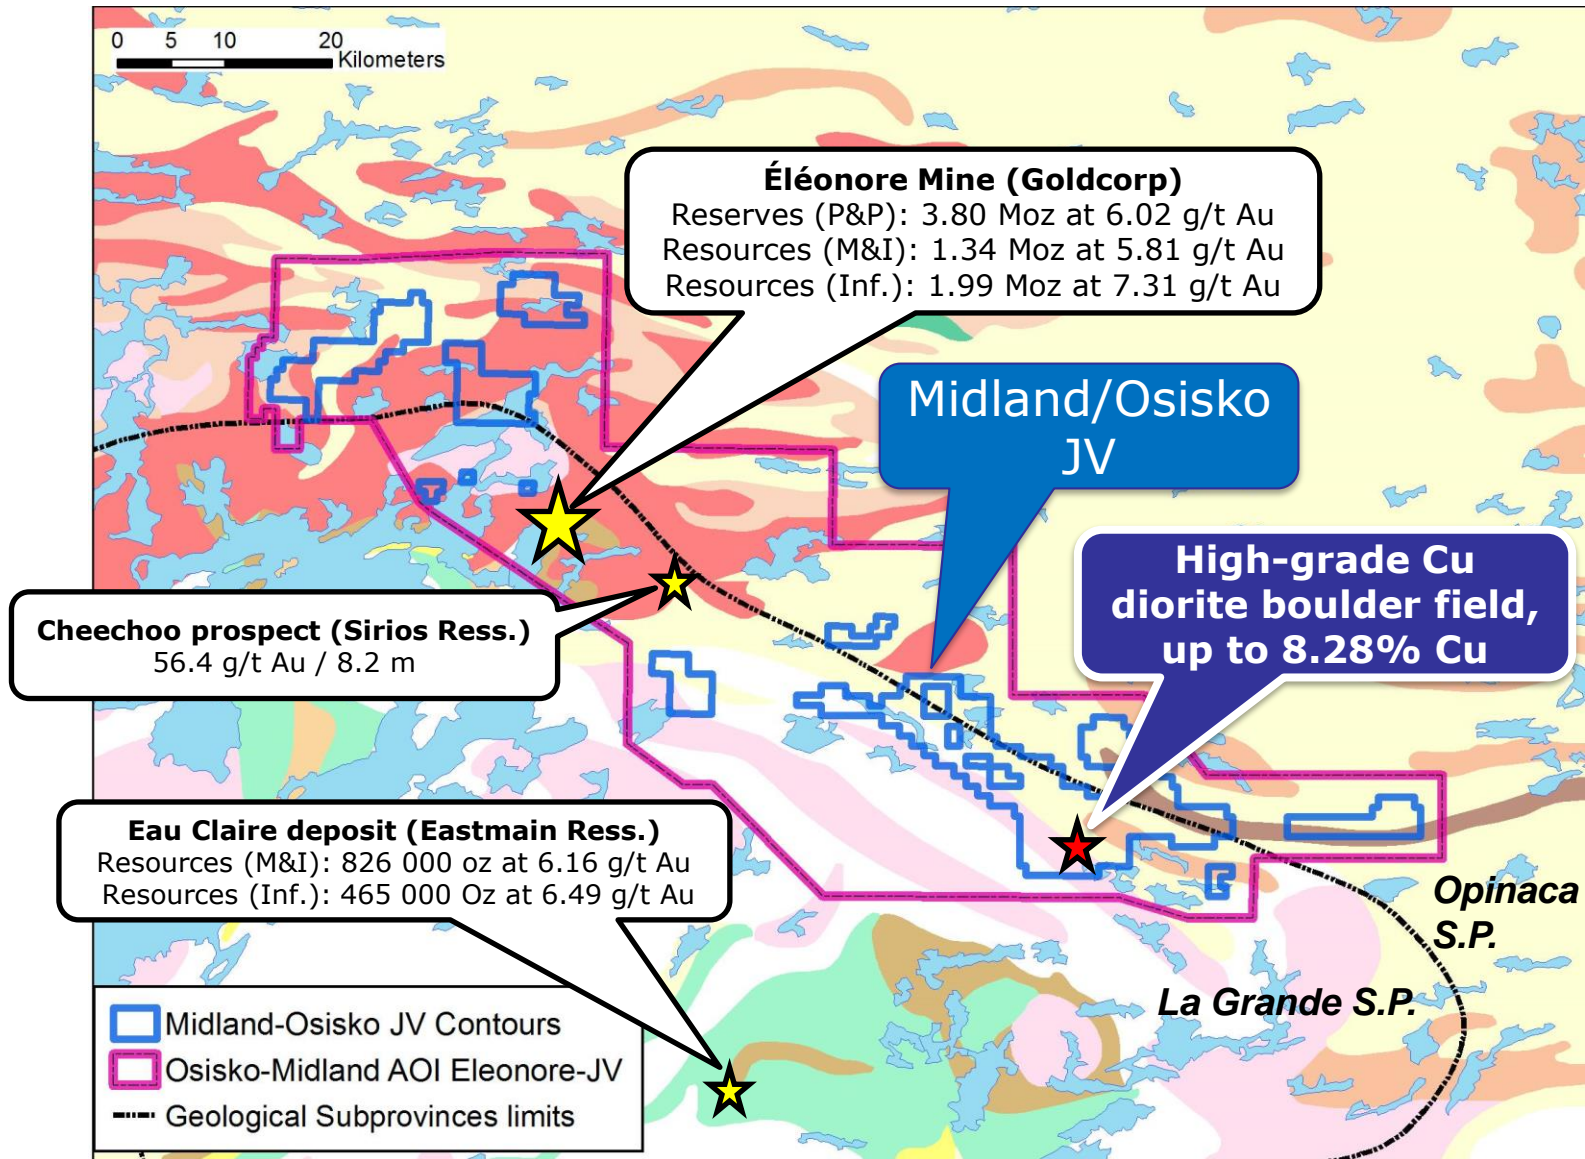 0 5 10 20
Kilometers
Éléonore Mine (Goldcorp)
Reserves (P&P): 3.80 Moz at 6.02 g/t Au
Resources (M&I): 1.34 Moz at 5.81 g/t Au
Resources (Inf.): 1.99 Moz at 7.31 g/t Au
Midland/Osisko
JV
High-grade Cu
diorite boulder field,
up to 8.28% Cu
Cheechoo prospect (Sirios Ress.)
56.4 g/t Au / 8.2 m
Eau Claire deposit (Eastmain Ress.)
Resources (M&I): 826 000 oz at 6.16 g/t Au
Resources (Inf.): 465 000 Oz at 6.49 g/t Au
Opinaca
S.P.
La Grande S.P.
Midland-Osisko JV Contours
Osisko-Midland AOI Eleonore-JV
Geological Subprovinces limits